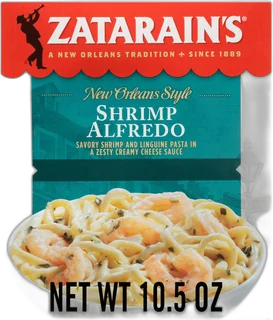 ZATARAIN'S®
A NEW ORLEANS TRADITION + SINCE 1889
New Orleans Style
SHRIMP
ALFREDO
SAVORY SHRIMP AND LINGUINE PASTA IN
A ZESTY CREAMY CHEESE SAUCE
NET WT 10.5 OZ